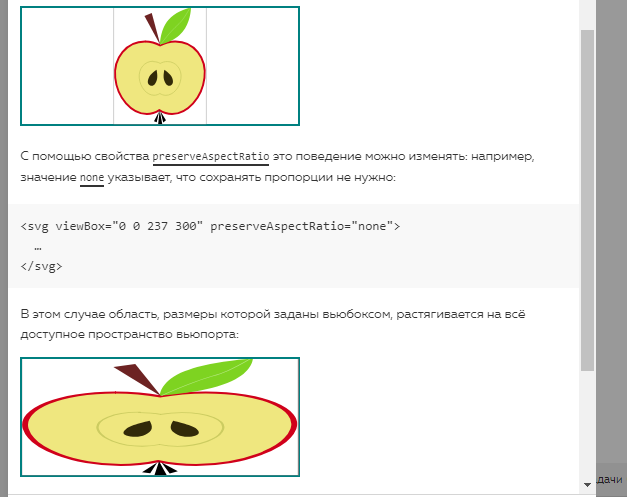 С помощью свойства preserveAspectRatio это поведение можно изменять: например,
значение none указывает, что сохранять пропорции не нужно:
<svg viewBox="0 0 237 300" preserveAspectRatio="none">
…
</svg>
В этом случае область, размеры которой заданы вьюбоксом, растягивается на всё
доступное пространство вьюпорта:
дачи